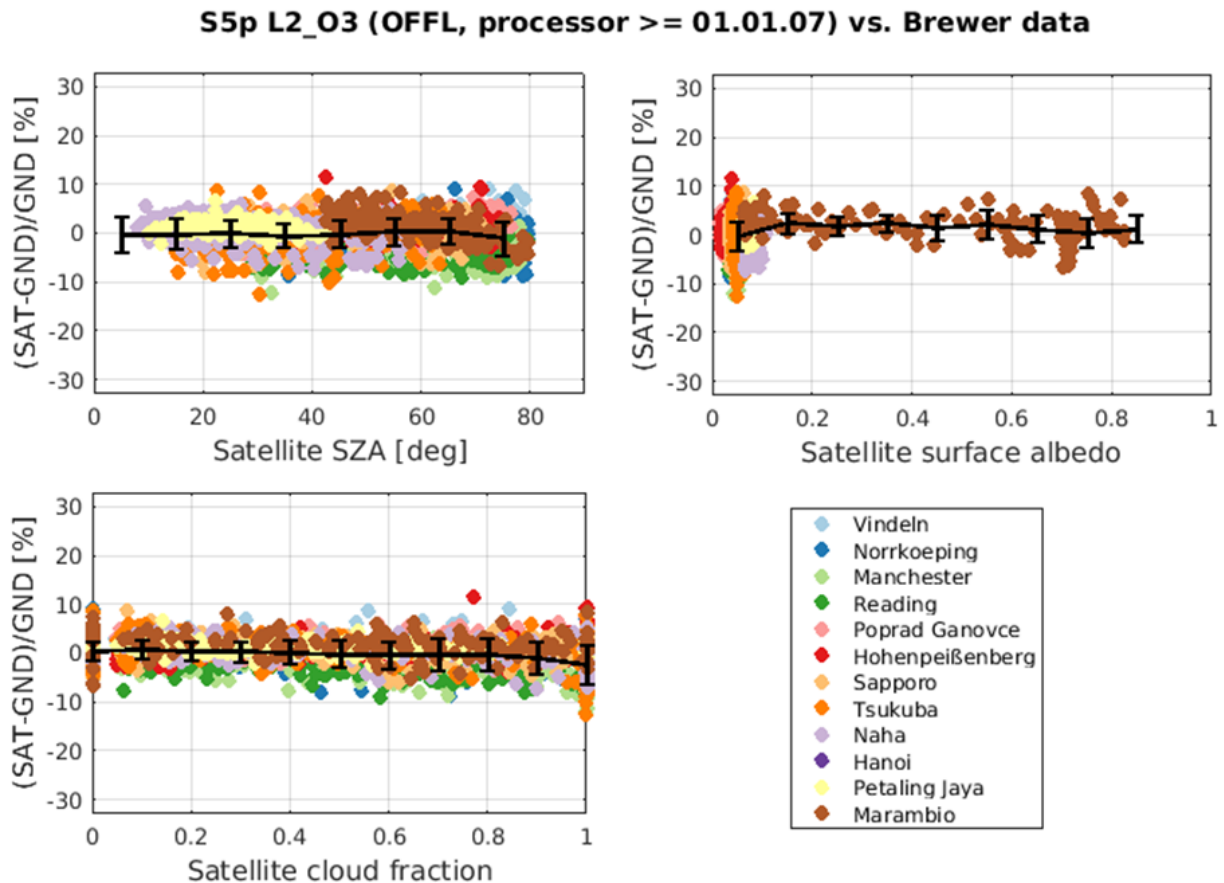 S5p L2_O3 (OFFL, processor >= 01.01.07) vs. Brewer data
(SAT-GND)/GND [%]
30
20
10
0
-10
-20
-30
0 20 40 60 80
Satellite SZA [deg]
(SAT-GND)/GND [%]
30
20
10
0
-10
-20
-30
0 0.2 0.4 0.6 0.8 1
Satellite surface albedo
(SAT-GND)/GND [%]
30
20
10
0
-10
-20
-30
0 0.2 0.4 0.6 0.8 1
Satellite cloud fraction
Vindeln
Norrkoeping
Manchester
Reading
Poprad Ganovce
Hohenpeißenberg
Sapporo
Tsukuba
Naha
Hanoi
Petaling Jaya
Marambio